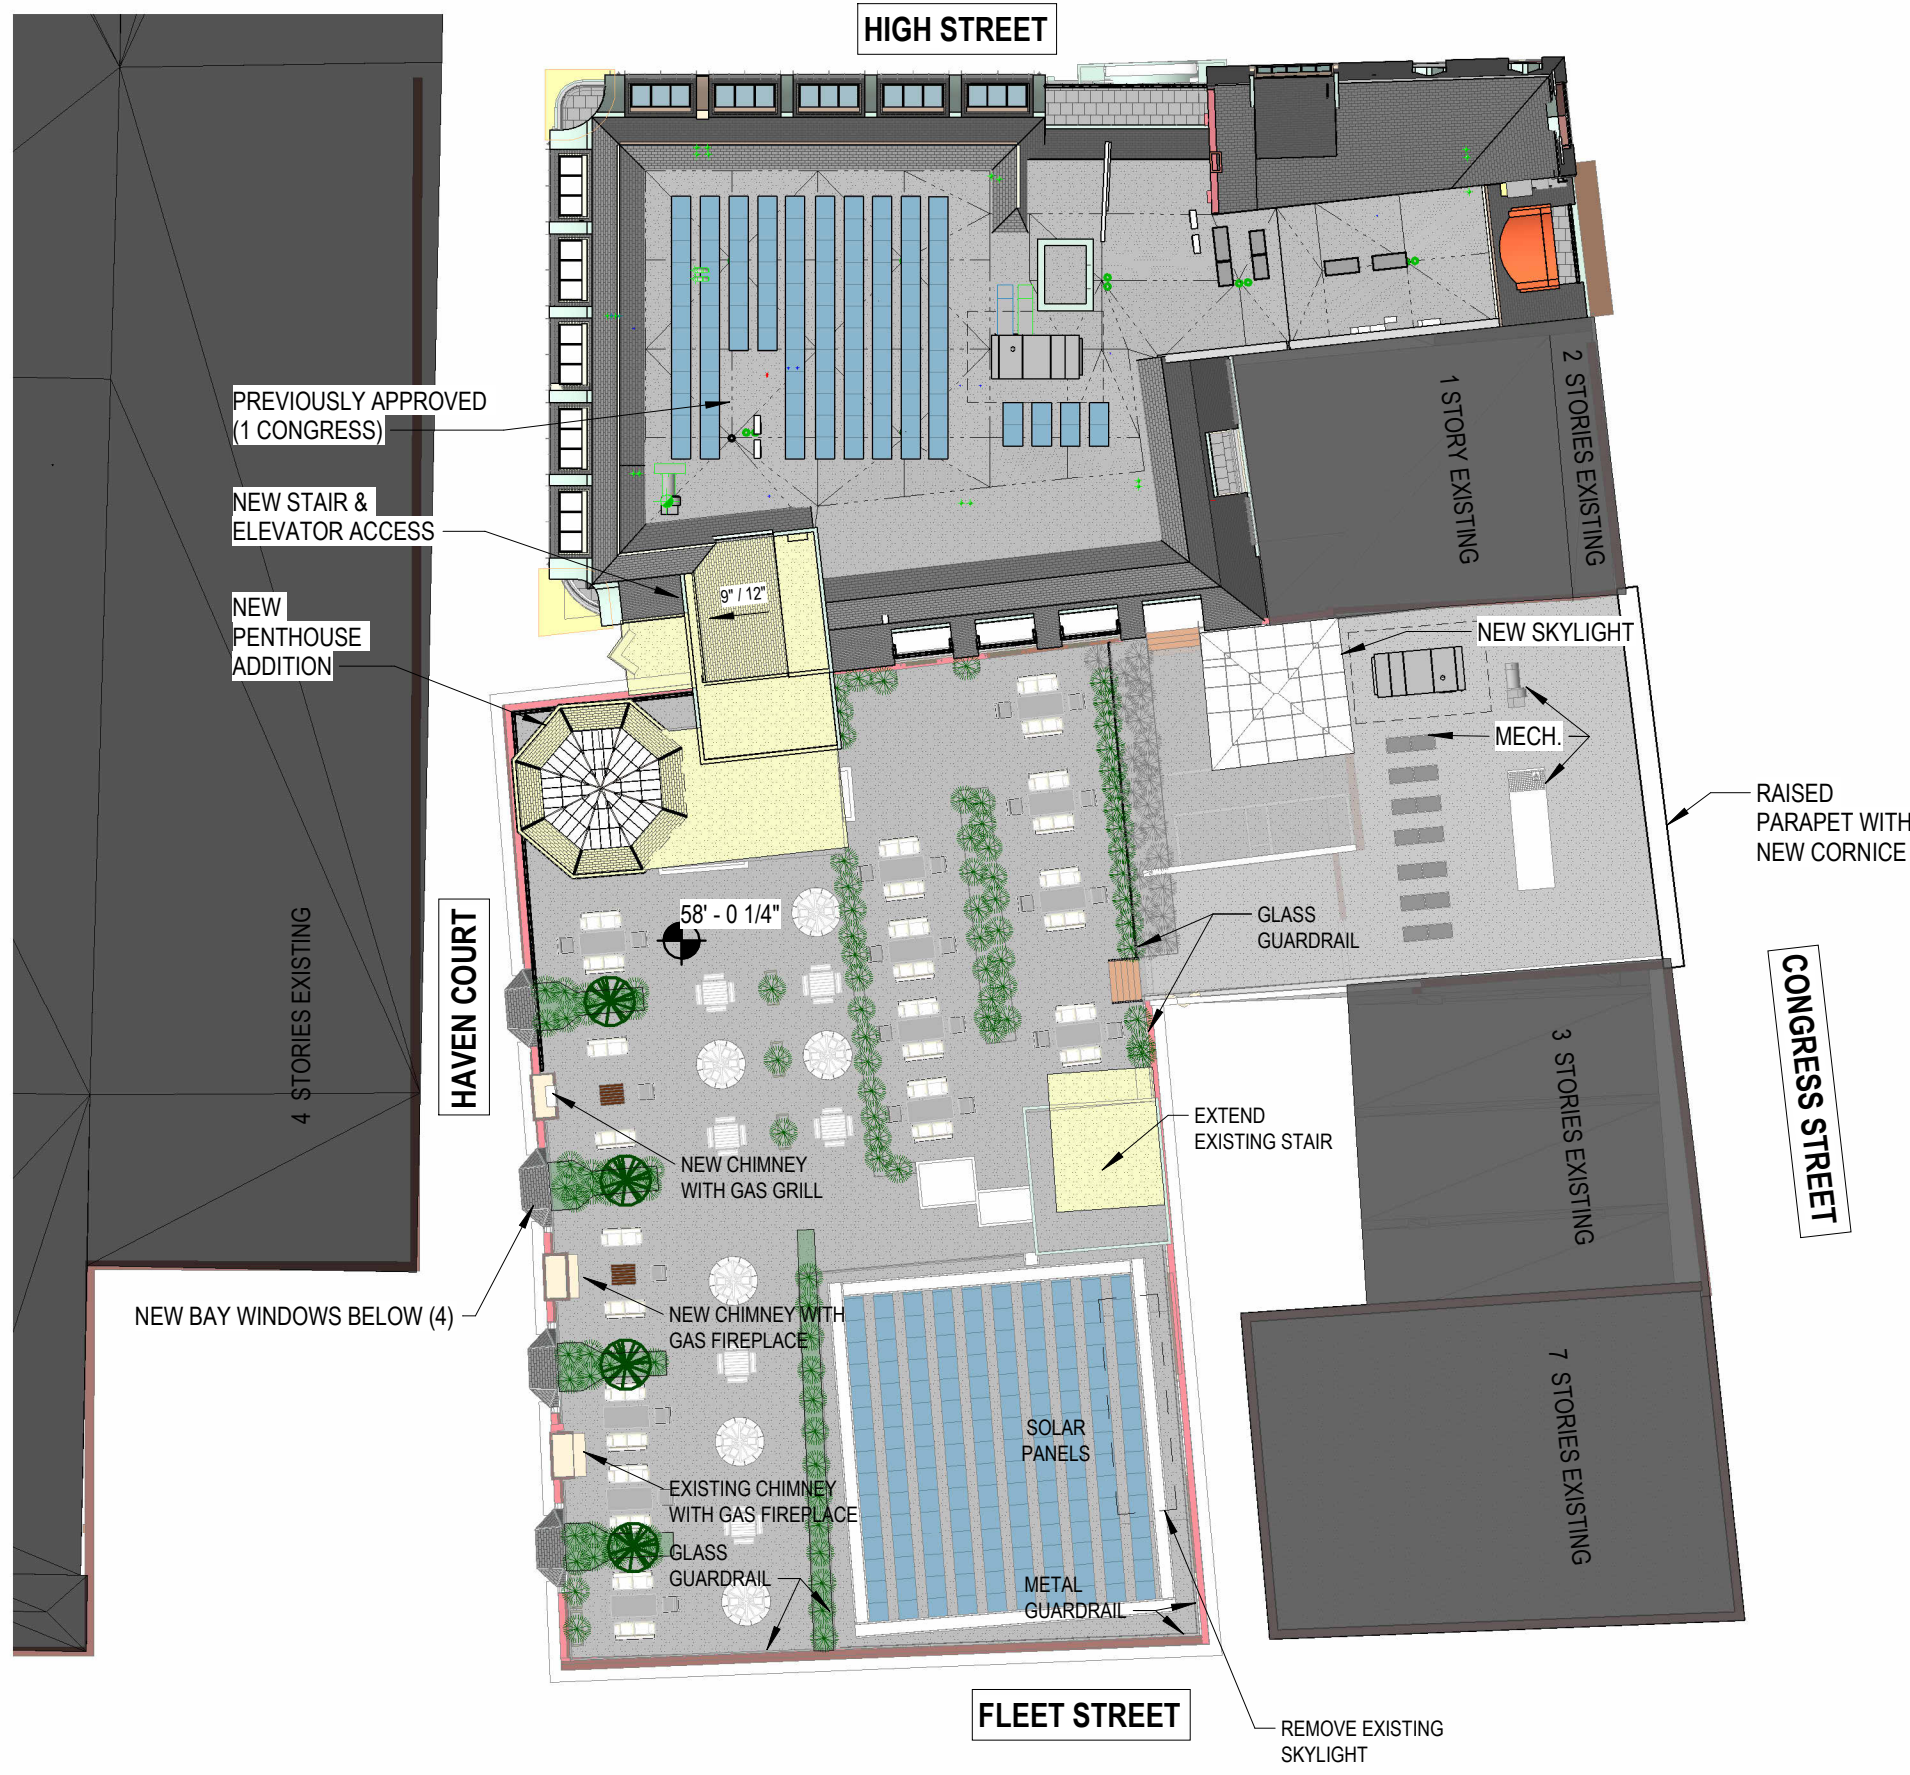 HIGH STREET
PREVIOUSLY APPROVED
(1 CONGRESS)
NEW STAIR &
ELEVATOR ACCESS
9" / 12"
NEW
PENTHOUSE
ADDITION
1 STORY EXISTING
2 STORIES EXISTING
NEW SKYLIGHT
MECH.
RAISED
PARAPET WITH
NEW CORNICE
58' - 0 1/4"
GLASS
GUARDRAIL
HAVEN COURT
4 STORIES EXISTING
CONGRESS STREET
3 STORIES EXISTING
EXTEND
EXISTING STAIR
NEW CHIMNEY
WITH GAS GRILL
NEW BAY WINDOWS BELOW (4)
NEW CHIMNEY WITH
GAS FIREPLACE
7 STORIES EXISTING
SOLAR
PANELS
EXISTING CHIMNEY
WITH GAS FIREPLACE
GLASS
GUARDRAIL
METAL
GUARDRAIL
FLEET STREET
REMOVE EXISTING
SKYLIGHT